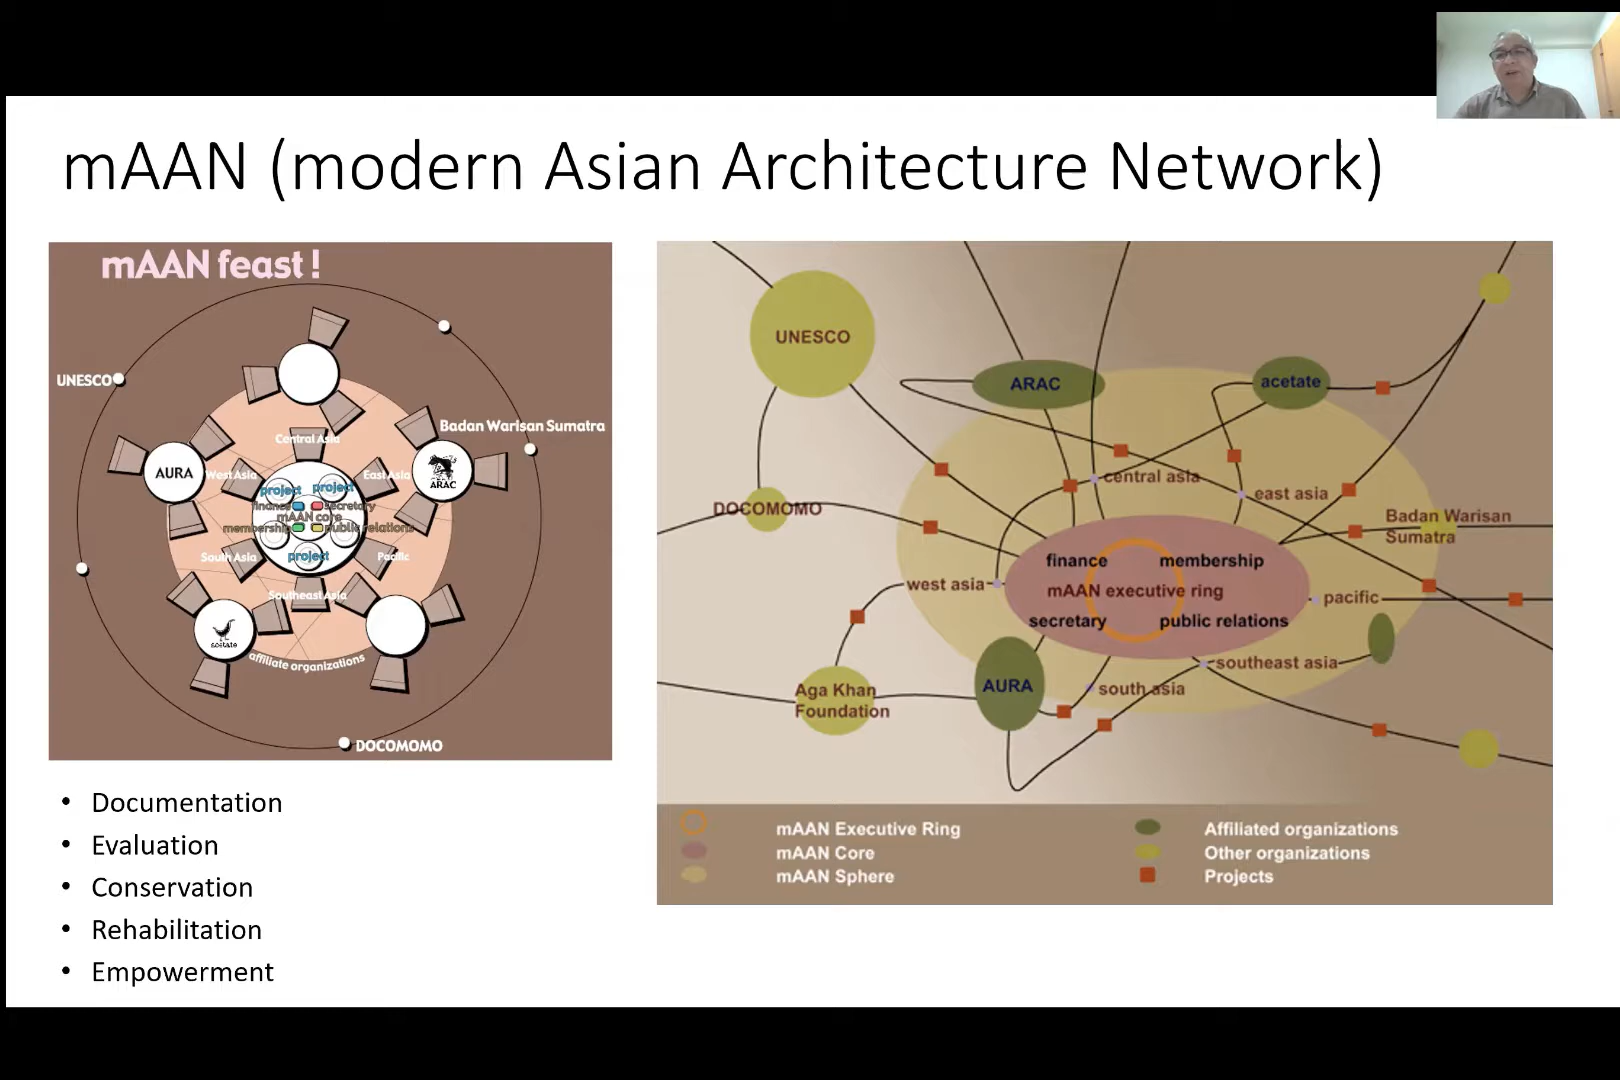 mAAN (modern Asian Architecture Network)
mAAN feast !
UNESCO
Badan Warisan Sumatra
Central Asia
AURA
West Asia
East Asia
ARAC
project
project
finance
secretary
mAAN core
membership
public relations
South Asia
project
Pacific
Southeast Asia
acetate
affiliate organizations
DOCOMOMO
• Documentation
• Evaluation
• Conservation
• Rehabilitation
• Empowerment
UNESCO
ARAC
acetate
central asia
east asia
DOCOMOMO
Badan Warisan
Sumatra
finance
membership
west asia
mAAN executive ring
pacific
secretary
public relations
southeast asia
AURA
south asia
Aga Khan
Foundation
mAAN Executive Ring
mAAN Core
mAAN Sphere
Affiliated organizations
Other organizations
Projects